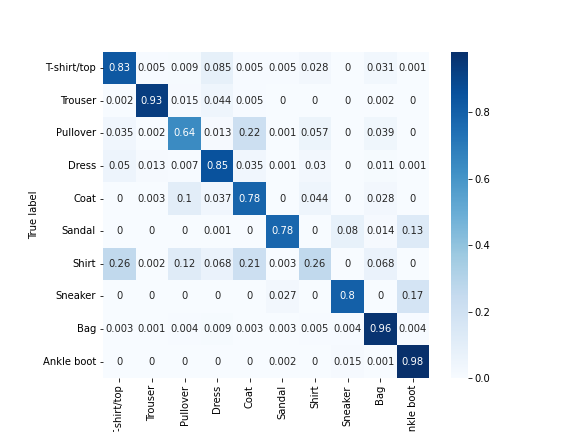 T-shirt/top 0.83 0.005 0.009 0.085 0.005 0.005 0.028 0 0.031 0.001
Trouser 0.002 0.93 0.015 0.044 0.005 0 0 0 0.002 0
0.8
Pullover 0.035 0.002 0.64 0.013 0.22 0.001 0.057 0 0.039 0
Dress 0.05 0.013 0.007 0.85 0.035 0.001 0.03 0 0.011 0.001
0.6
Coat 0 0.003 0.1 0.037 0.78 0 0.044 0 0.028 0
True label
Sandal 0 0 0 0.001 0 0.78 0 0.08 0.014 0.13
0.4
Shirt 0.26 0.002 0.12 0.068 0.21 0.003 0.26 0 0.068 0
Sneaker 0 0 0 0 0 0.027 0 0.8 0 0.17
0.2
Bag 0.003 0.001 0.004 0.009 0.003 0.003 0.005 0.004 0.96 0.004
Ankle boot 0 0 0 0 0 0.002 0 0.015 0.001 0.98
0.0
-shirt/top Trouser Pullover Dress Coat Sandal Shirt Sneaker Bag nkle boot